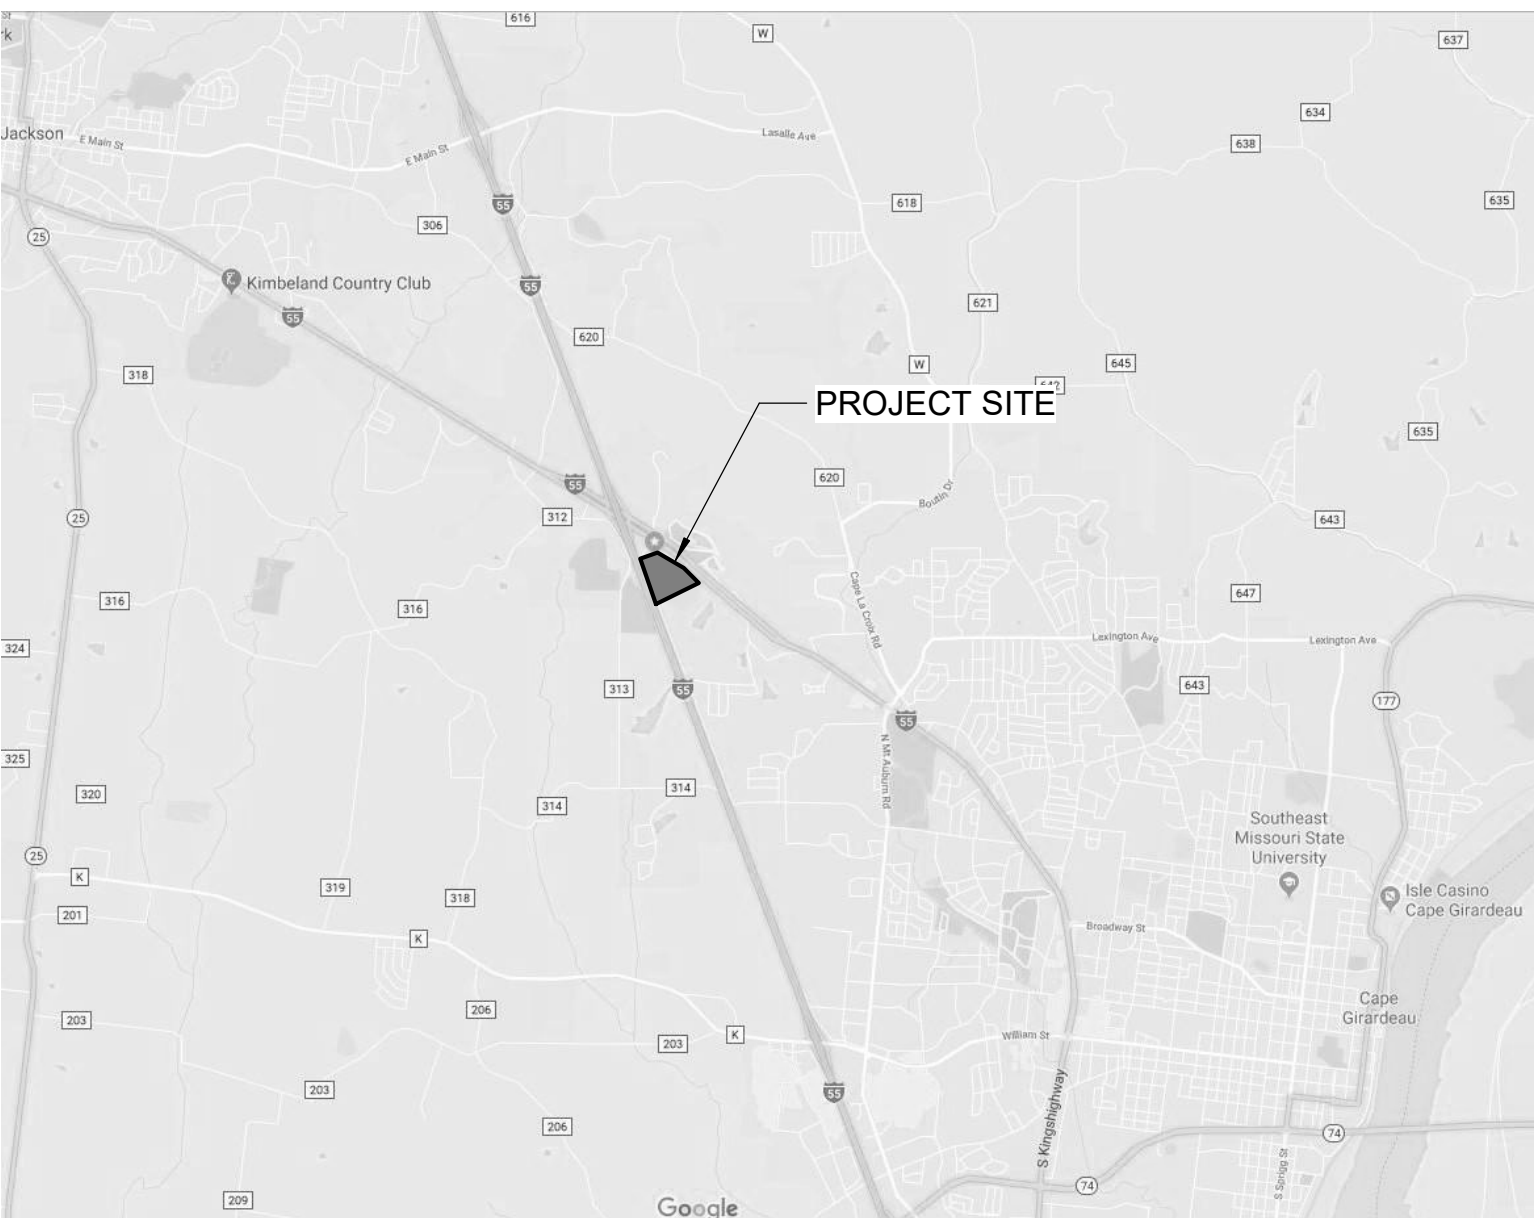 616
W
637
St
rk
634
Jackson
E Main St
Lasalle Ave
638
E Main St
55
618
635
306
25
Kimbeland Country Club
55
55
621
620
318
W
645
642
PROJECT SITE
635
620
55
Boutin Dr
25
312
643
Cape La Croix Rd
316
316
647
324
Lexington Ave
Lexington Ave
313
55
643
177
55
325
N Mt Auburn Rd
320
314
314
Southeast
Missouri State
University
25
K
319
318
Isle Casino
Cape Girardeau
201
K
Broadway St
206
Cape
Girardeau
203
K
203
William St
203
55
S Kingshighway
206
74
S Sprigg St
74
209
Google